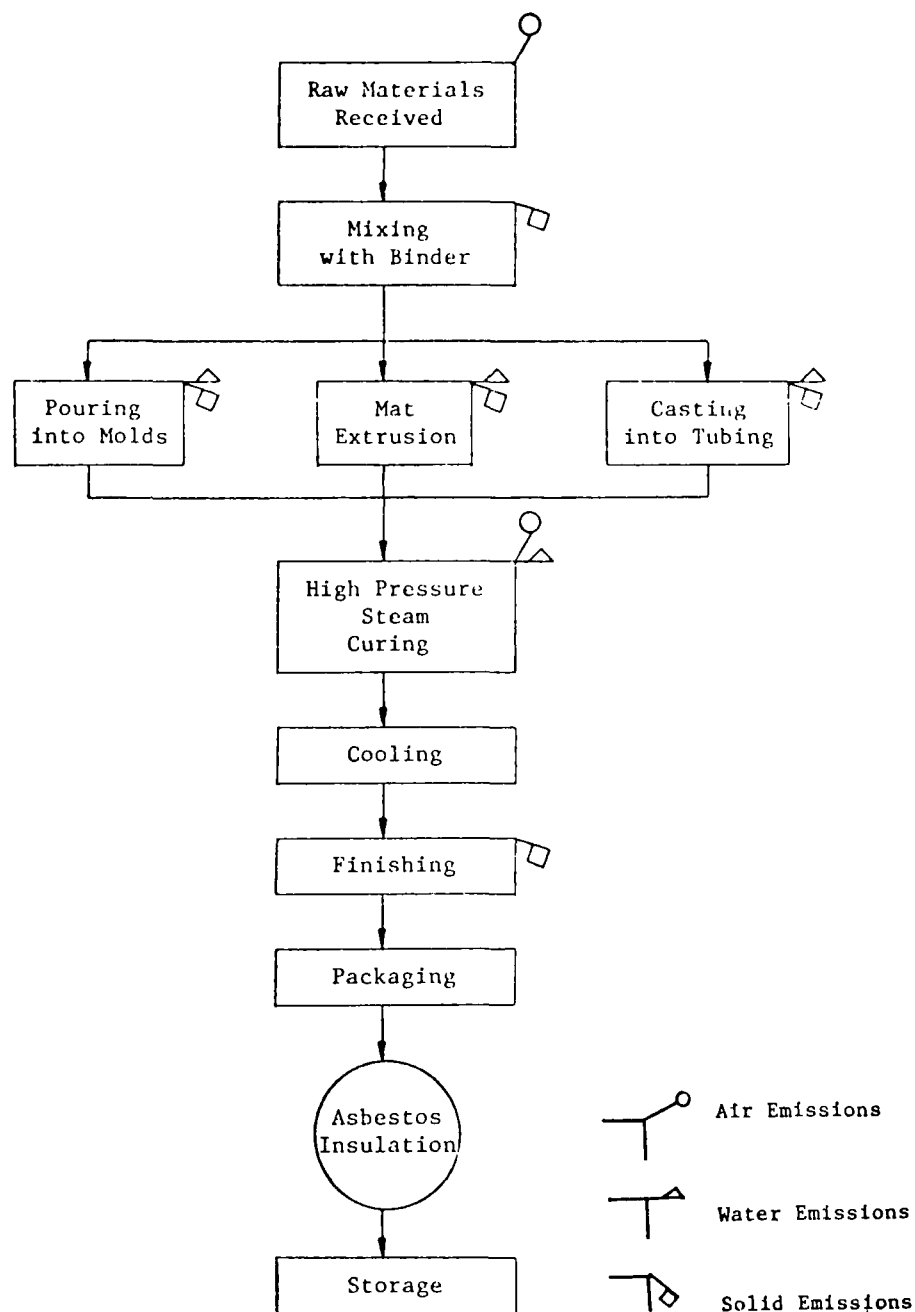 Raw Materials
Received
Mixing
with Binder
Pouring
into Molds
Mat
Extrusion
Casting
into Tubing
High Pressure
Steam
Curing
Cooling
Finishing
Packaging
Asbestos
Insulation
Storage
Air Emissions
Water Emissions
Solid Emissions